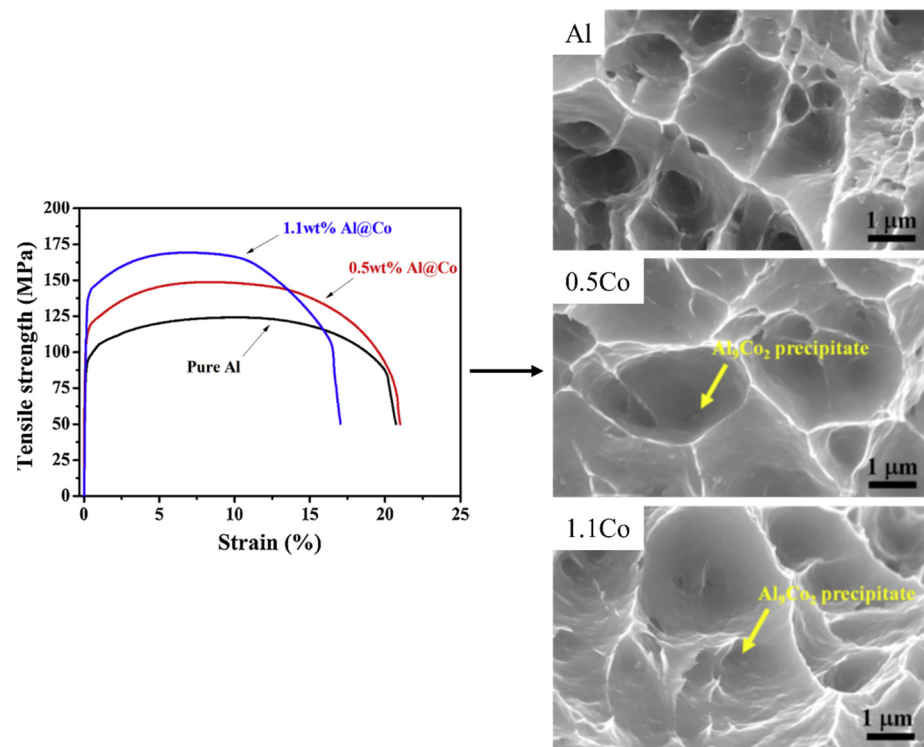 Tensile strength (MPa)
200
175
150
125
100
75
50
25
0
0 5 10 15 20 25
Strain (%)
1.1wt% Al@Co
0.5wt% Al@Co
Pure Al
Al
1 μm
0.5Co
Al₉Co₂ precipitate
1 μm
1.1Co
Al₉Co₂ precipitate
1 μm